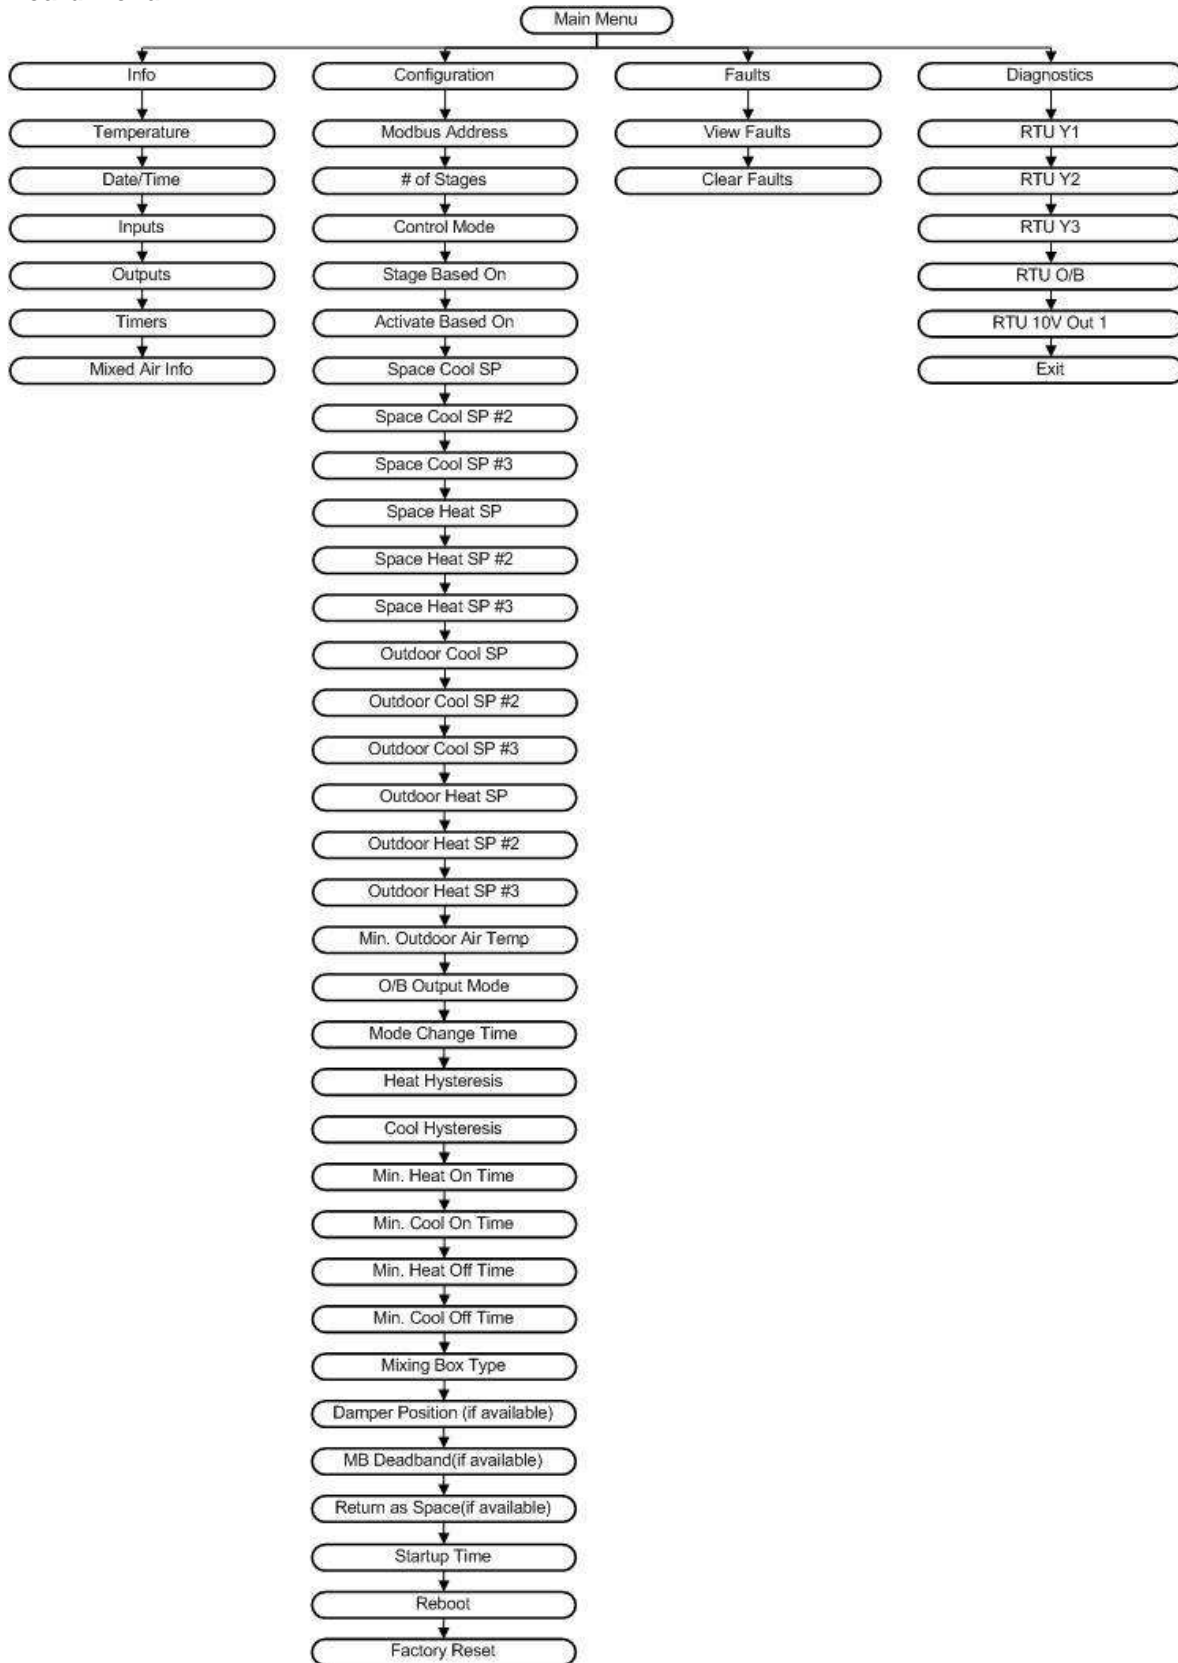 Main Menu
Info
Temperature
Date/Time
Inputs
Outputs
Timers
Mixed Air Info
Configuration
Modbus Address
# of Stages
Control Mode
Stage Based On
Activate Based On
Space Cool SP
Space Cool SP #2
Space Cool SP #3
Space Heat SP
Space Heat SP #2
Space Heat SP #3
Outdoor Cool SP
Outdoor Cool SP #2
Outdoor Cool SP #3
Outdoor Heat SP
Outdoor Heat SP #2
Outdoor Heat SP #3
Min. Outdoor Air Temp
O/B Output Mode
Mode Change Time
Heat Hysteresis
Cool Hysteresis
Min. Heat On Time
Min. Cool On Time
Min. Heat Off Time
Min. Cool Off Time
Mixing Box Type
Damper Position (if available)
MB Deadband(if available)
Return as Space(if available)
Startup Time
Reboot
Factory Reset
Faults
View Faults
Clear Faults
Diagnostics
RTU Y1
RTU Y2
RTU Y3
RTU O/B
RTU 10V Out 1
Exit